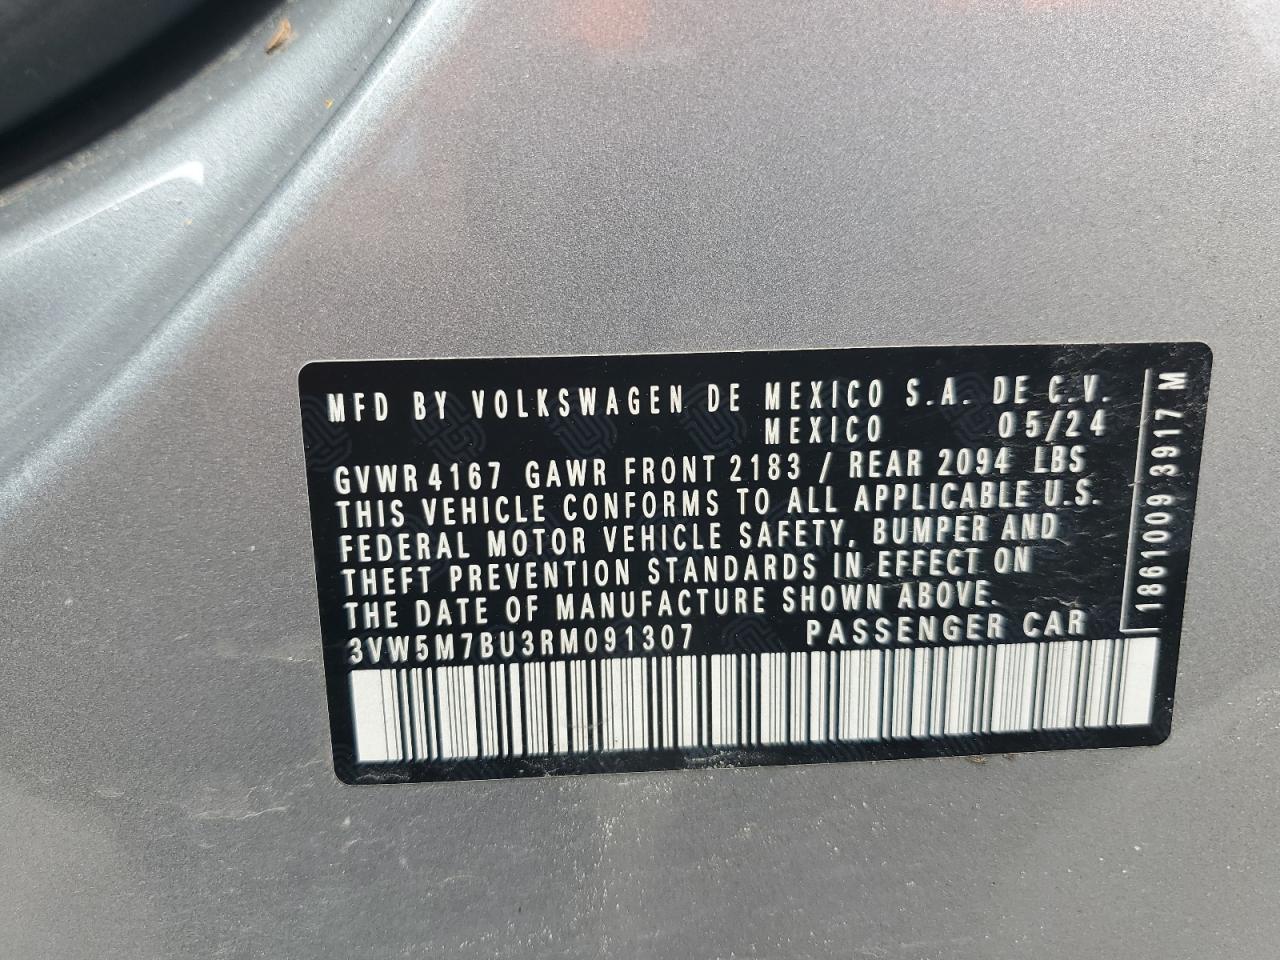 MFD BY VOLKSWAGEN DE MEXICO S.A. DE C.V.
MEXICO 05/24
GVWR 4167 GAWR FRONT 2183 / REAR 2094 LBS
THIS VEHICLE CONFORMS TO ALL APPLICABLE U.S.
FEDERAL MOTOR VEHICLE SAFETY, BUMPER AND
THEFT PREVENTION STANDARDS IN EFFECT ON
THE DATE OF MANUFACTURE SHOWN ABOVE.
3VW5M7BU3RM091307 PASSENGER CAR
1861009 3917 M